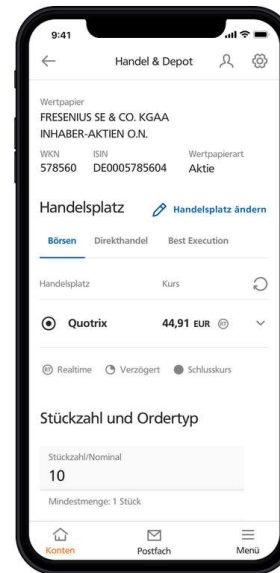 9:41
Handel & Depot
Wertpapier
FRESENIUS SE & CO. KGAA
INHABER-AKTIEN O.N.
WKN ISIN Wertpapierart
578560 DE0005785604 Aktie
Handelsplatz Handelsplatz ändern
Börsen Direkthandel Best Execution
Handelsplatz Kurs
Quotrix 44,91 EUR RT
RT Realtime Verzögert Schlusskurs
Stückzahl und Ordertyp
Stückzahl/Nominal
10
Mindestmenge: 1 Stück
Konten Postfach Menü